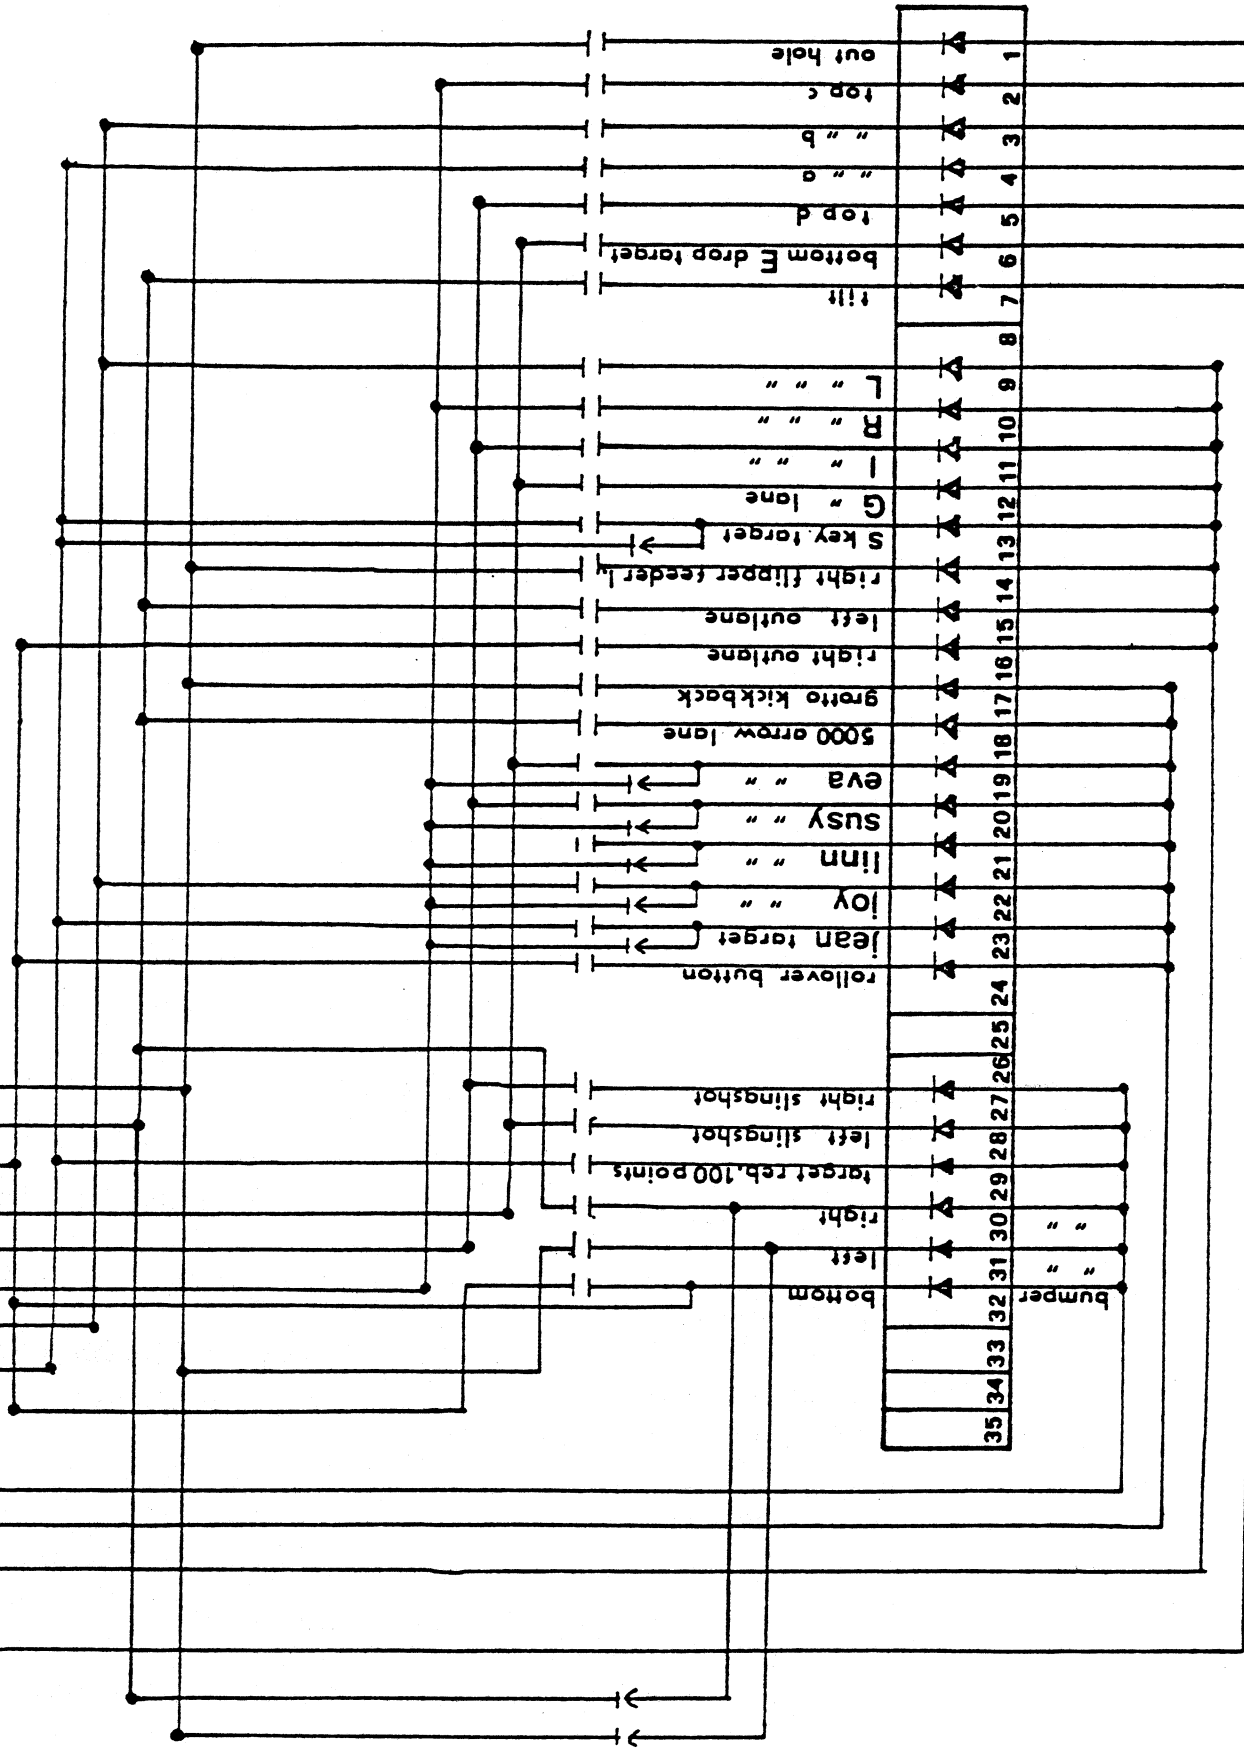 out hole
1
top c
2
" " b
3
" " a
4
top d
5
bottom E drop target
6
tilt
7
8
L " " "
9
R " " "
10
I " " "
11
G " lane
12
S key target
13
right flipper feeder l.
14
left outlane
15
right outlane
16
grotto kickback
17
5000 arrow lane
18
eva " "
19
susy " "
20
linn " "
21
joy " "
22
jean target
23
rollover button
24
25
26
right slingshot
27
left slingshot
28
target reb. 100 points
29
right
30 " "
left
31 " "
bottom
32 bumper
33
34
35